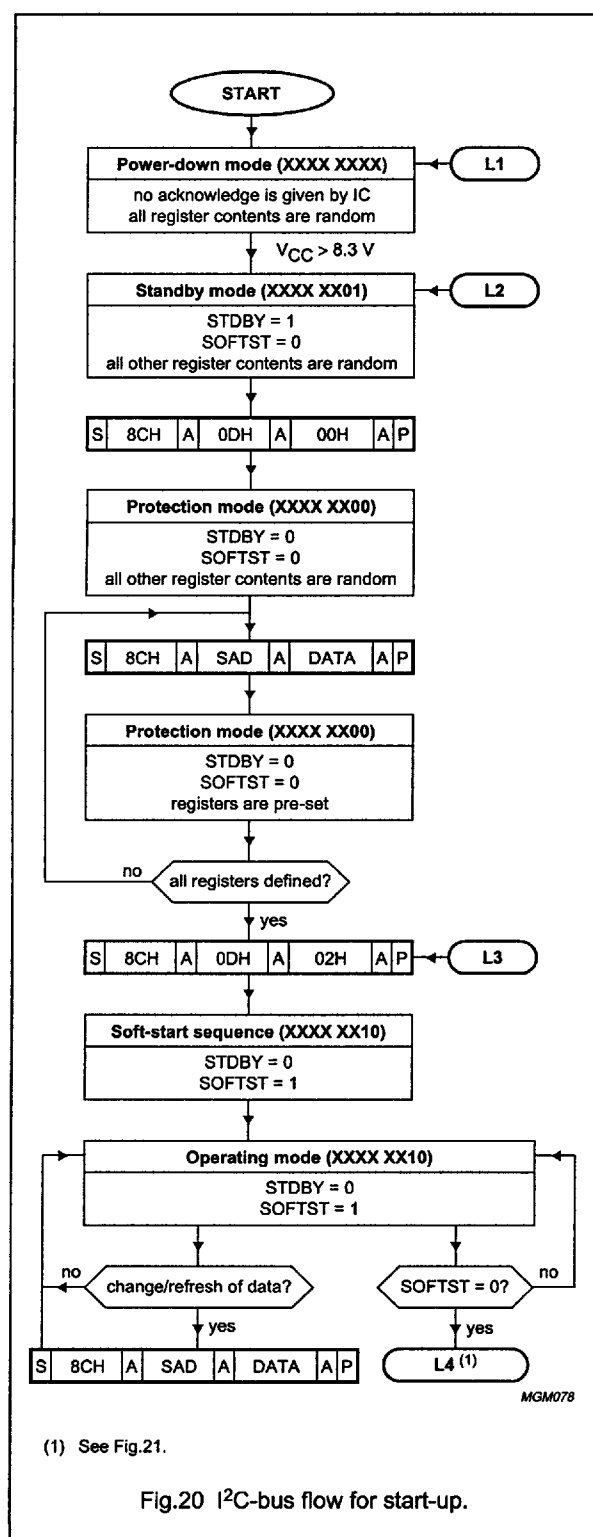 START
Power-down mode (XXXX XXXX)
L1
no acknowledge is given by IC
all register contents are random
VCC > 8.3 V
Standby mode (XXXX XX01)
L2
STDBY = 1
SOFTST = 0
all other register contents are random
S 8CH A 0DH A 00H A P
Protection mode (XXXX XX00)
STDBY = 0
SOFTST = 0
all other register contents are random
S 8CH A SAD A DATA A P
Protection mode (XXXX XX00)
STDBY = 0
SOFTST = 0
registers are pre-set
no
all registers defined?
yes
S 8CH A 0DH A 02H A P
L3
Soft-start sequence (XXXX XX10)
STDBY = 0
SOFTST = 1
Operating mode (XXXX XX10)
STDBY = 0
SOFTST = 1
no
change/refresh of data?
SOFTST = 0?
no
yes
yes
S 8CH A SAD A DATA A P
L4 (1)
MGM078
(1) See Fig.21.
Fig.20 I²C-bus flow for start-up.